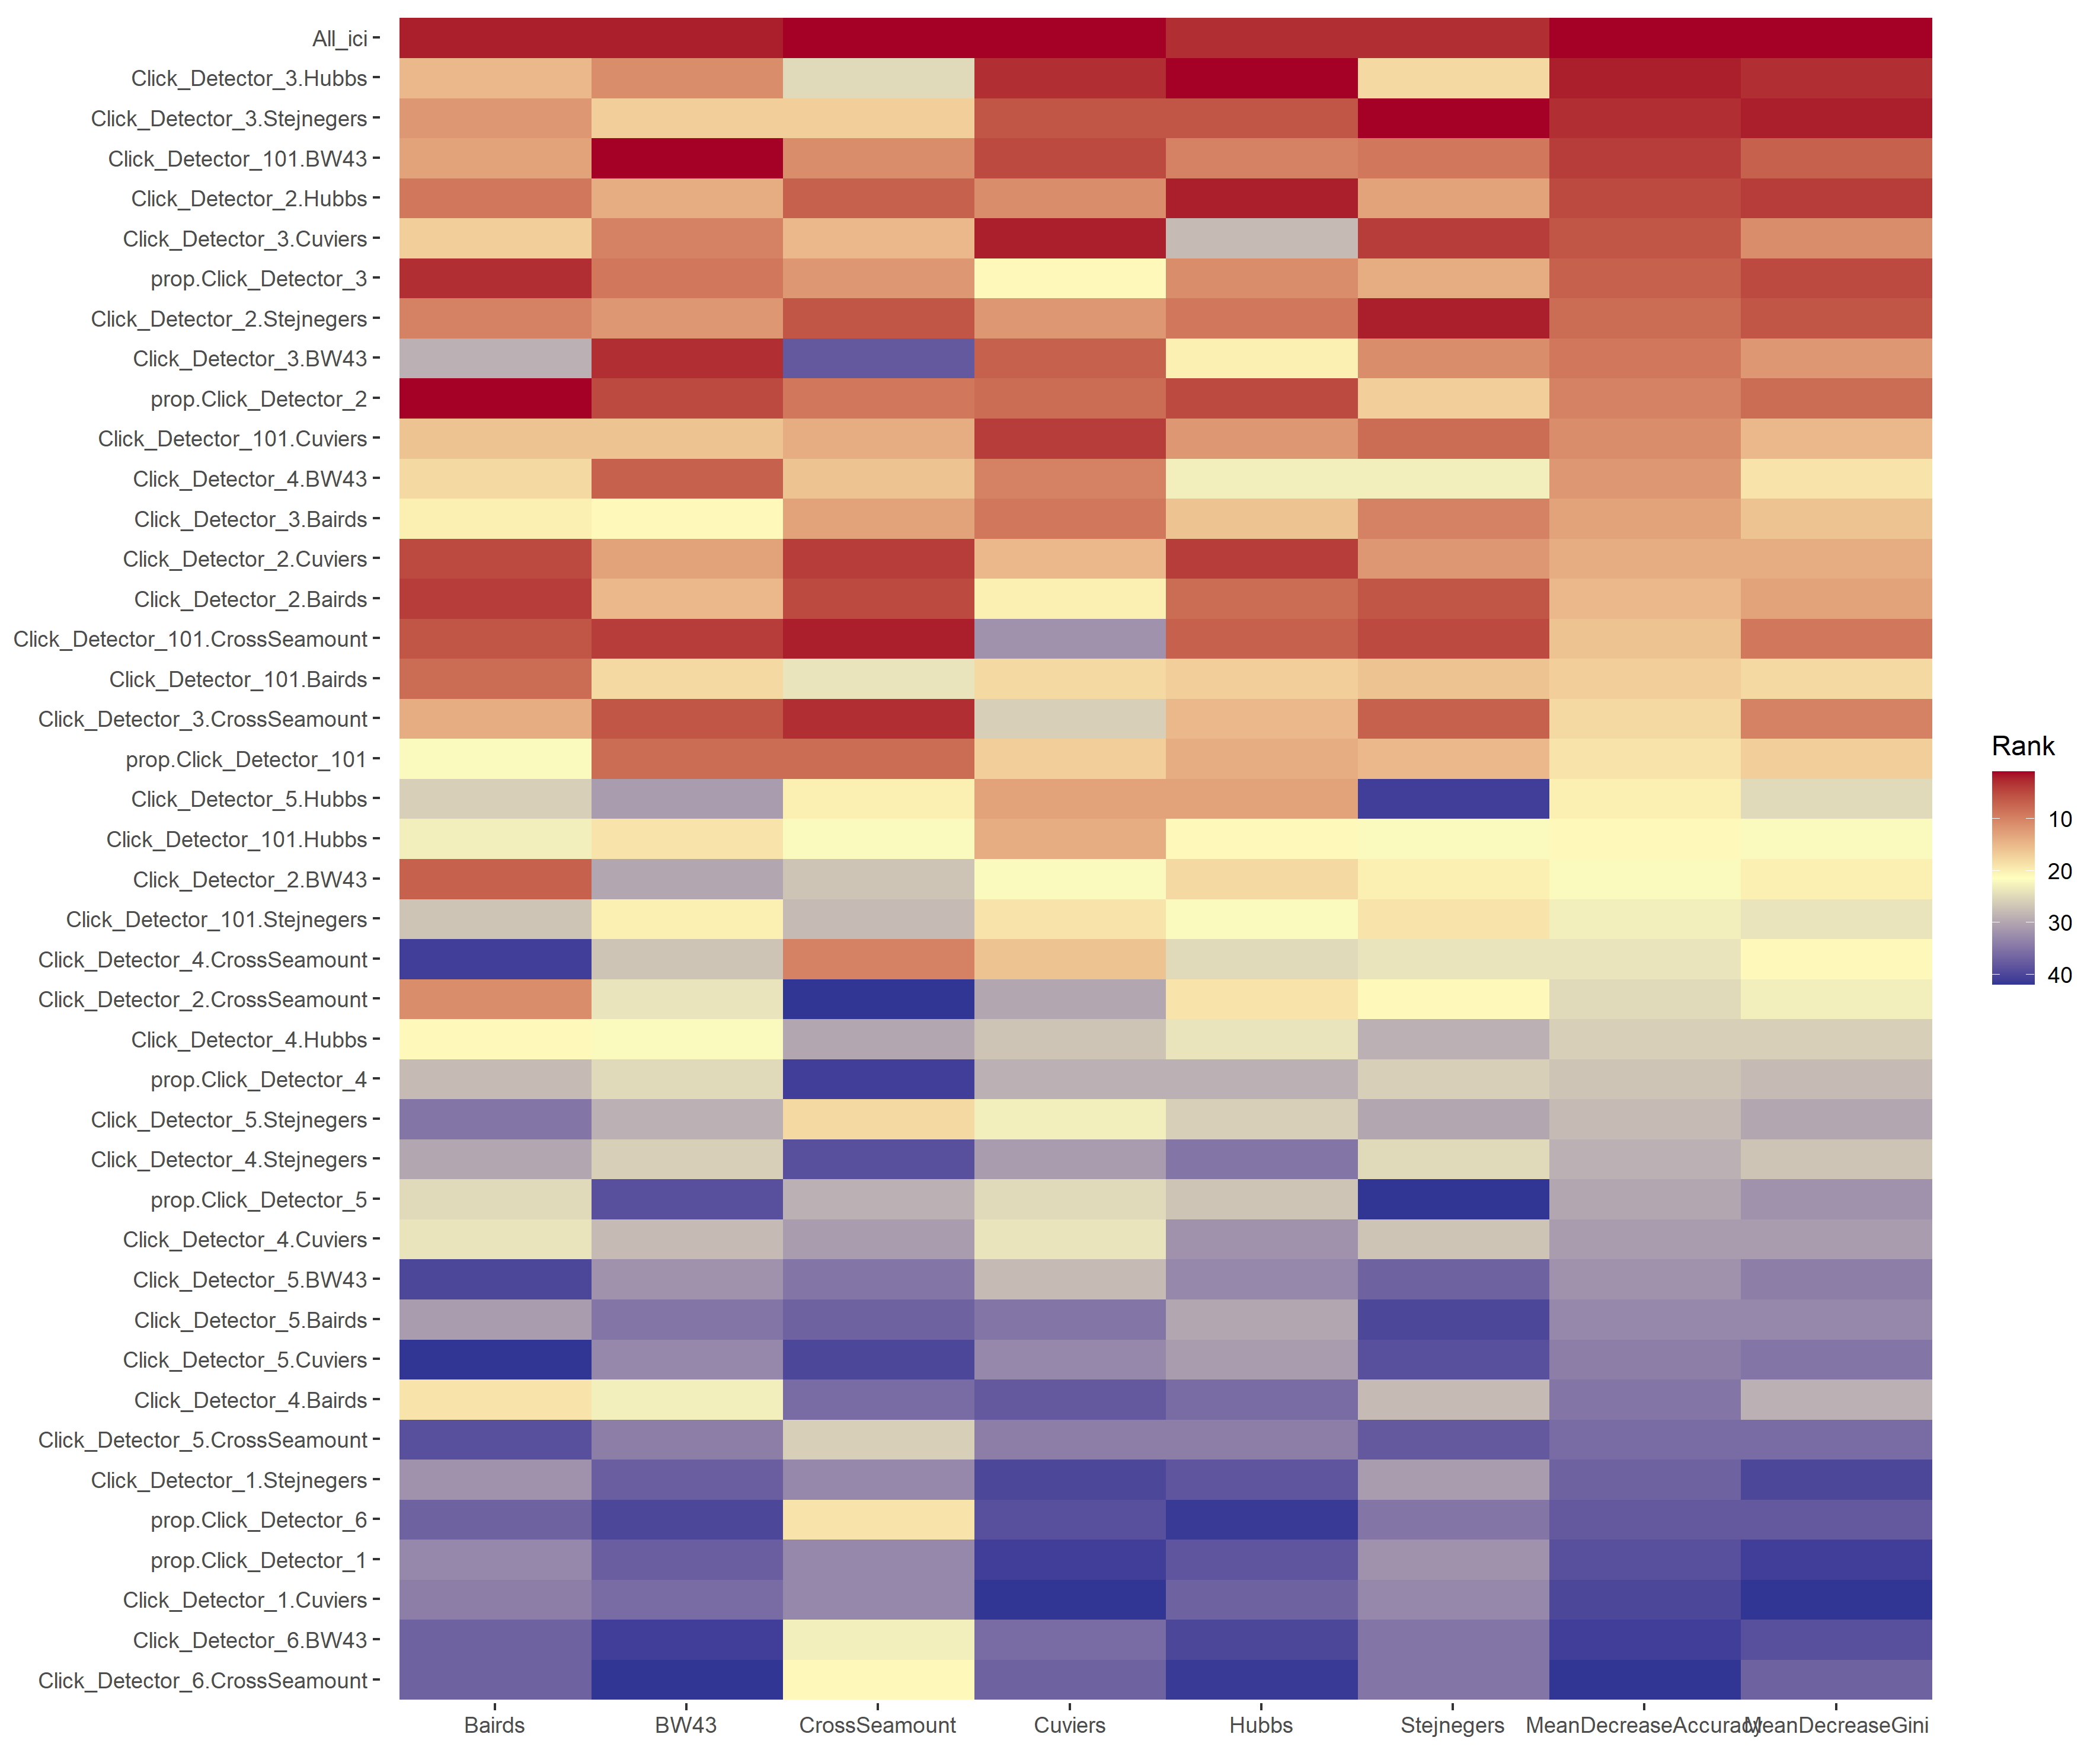 All_ici
Click_Detector_3.Hubbs
Click_Detector_3.Stejnegers
Click_Detector_101.BW43
Click_Detector_2.Hubbs
Click_Detector_3.Cuviers
prop.Click_Detector_3
Click_Detector_2.Stejnegers
Click_Detector_3.BW43
prop.Click_Detector_2
Click_Detector_101.Cuviers
Click_Detector_4.BW43
Click_Detector_3.Bairds
Click_Detector_2.Cuviers
Click_Detector_2.Bairds
Click_Detector_101.CrossSeamount
Click_Detector_101.Bairds
Click_Detector_3.CrossSeamount
prop.Click_Detector_101
Click_Detector_5.Hubbs
Click_Detector_101.Hubbs
Click_Detector_2.BW43
Click_Detector_101.Stejnegers
Click_Detector_4.CrossSeamount
Click_Detector_2.CrossSeamount
Click_Detector_4.Hubbs
prop.Click_Detector_4
Click_Detector_5.Stejnegers
Click_Detector_4.Stejnegers
prop.Click_Detector_5
Click_Detector_4.Cuviers
Click_Detector_5.BW43
Click_Detector_5.Bairds
Click_Detector_5.Cuviers
Click_Detector_4.Bairds
Click_Detector_5.CrossSeamount
Click_Detector_1.Stejnegers
prop.Click_Detector_6
prop.Click_Detector_1
Click_Detector_1.Cuviers
Click_Detector_6.BW43
Click_Detector_6.CrossSeamount
Bairds BW43 CrossSeamount Cuviers Hubbs Stejnegers MeanDecreaseAccuracy MeanDecreaseGini
Rank
10
20
30
40